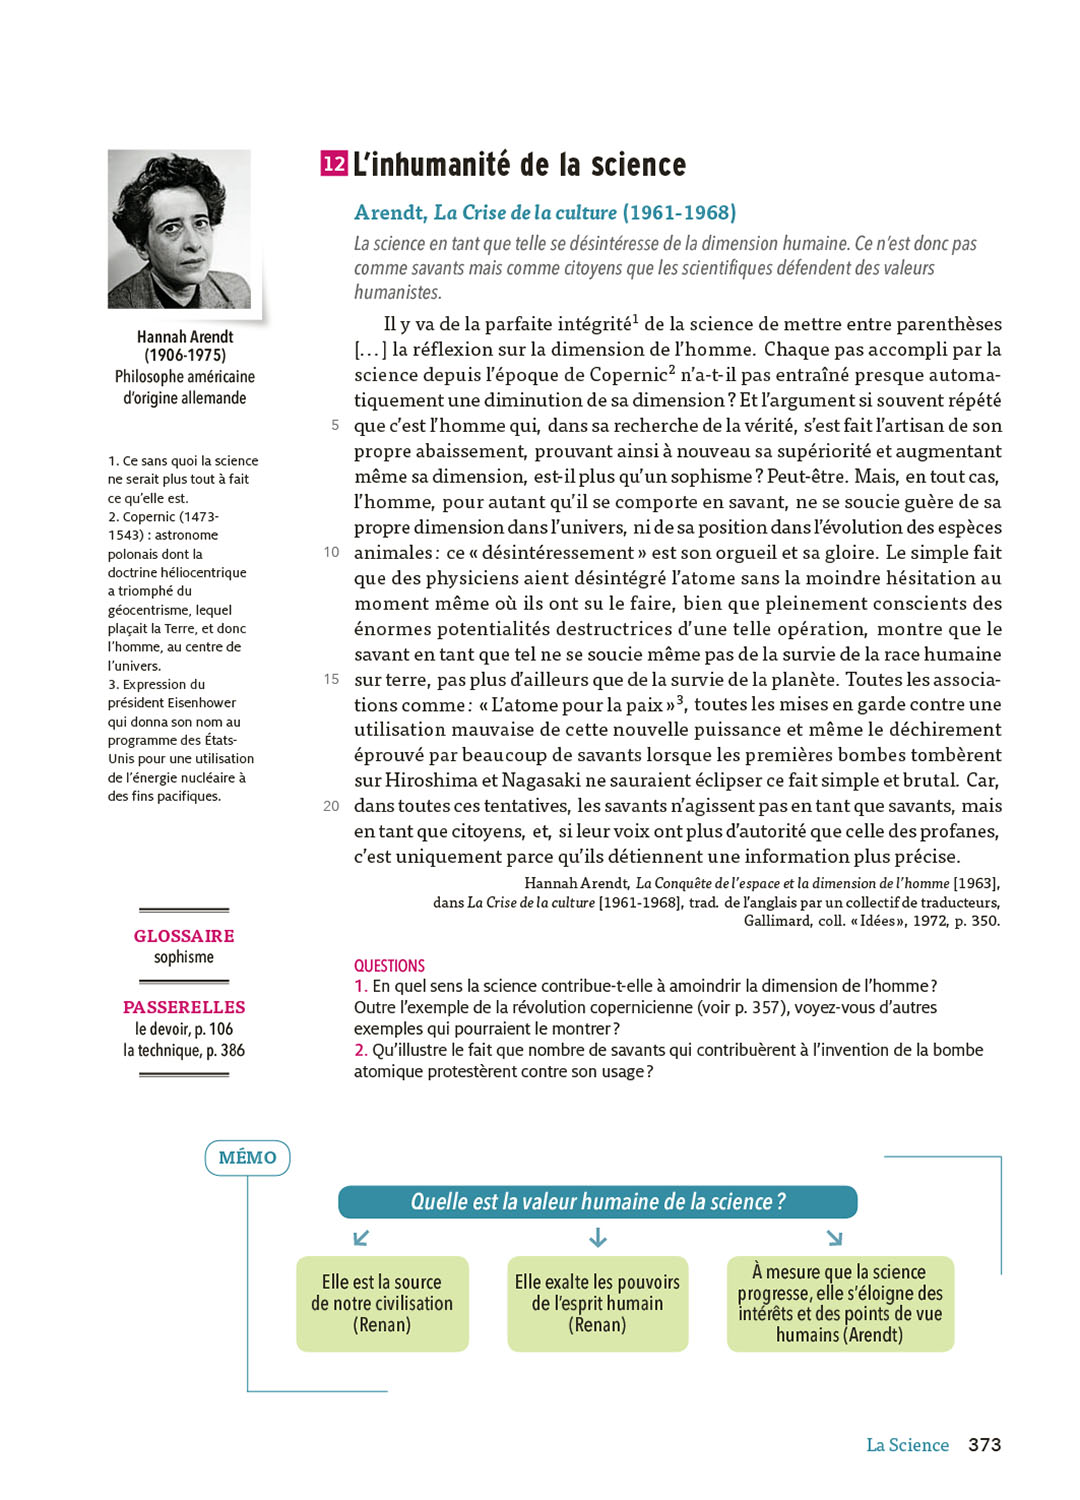 12 L'inhumanité de la science
Arendt, La Crise de la culture (1961-1968)
La science en tant que telle se désintéresse de la dimension humaine. Ce n'est donc pas
comme savants mais comme citoyens que les scientifiques défendent des valeurs
humanistes.
Hannah Arendt
(1906-1975)
Philosophe américaine
d'origine allemande
1. Ce sans quoi la science
ne serait plus tout à fait
ce qu'elle est.
2. Copernic (1473-
1543) : astronome
polonais dont la
doctrine héliocentrique
a triomphé du
géocentrisme, lequel
plaçait la Terre, et donc
l'homme, au centre de
l'univers.
3. Expression du
président Eisenhower
qui donna son nom au
programme des États-
Unis pour une utilisation
de l'énergie nucléaire à
des fins pacifiques.
Il y va de la parfaite intégrité1 de la science de mettre entre parenthèses
[…] la réflexion sur la dimension de l'homme. Chaque pas accompli par la
science depuis l'époque de Copernic2 n'a-t-il pas entraîné presque automa-
tiquement une diminution de sa dimension ? Et l'argument si souvent répété
5 que c'est l'homme qui, dans sa recherche de la vérité, s'est fait l'artisan de son
propre abaissement, prouvant ainsi à nouveau sa supériorité et augmentant
même sa dimension, est-il plus qu'un sophisme ? Peut-être. Mais, en tout cas,
l'homme, pour autant qu'il se comporte en savant, ne se soucie guère de sa
propre dimension dans l'univers, ni de sa position dans l'évolution des espèces
10 animales : ce « désintéressement » est son orgueil et sa gloire. Le simple fait
que des physiciens aient désintégré l'atome sans la moindre hésitation au
moment même où ils ont su le faire, bien que pleinement conscients des
énormes potentialités destructrices d'une telle opération, montre que le
savant en tant que tel ne se soucie même pas de la survie de la race humaine
15 sur terre, pas plus d'ailleurs que de la survie de la planète. Toutes les associa-
tions comme : « L'atome pour la paix »3, toutes les mises en garde contre une
utilisation mauvaise de cette nouvelle puissance et même le déchirement
éprouvé par beaucoup de savants lorsque les premières bombes tombèrent
sur Hiroshima et Nagasaki ne sauraient éclipser ce fait simple et brutal. Car,
20 dans toutes ces tentatives, les savants n'agissent pas en tant que savants, mais
en tant que citoyens, et, si leur voix ont plus d'autorité que celle des profanes,
c'est uniquement parce qu'ils détiennent une information plus précise.
Hannah Arendt, La Conquête de l'espace et la dimension de l'homme [1963],
dans La Crise de la culture [1961-1968], trad. de l'anglais par un collectif de traducteurs,
Gallimard, coll. « Idées », 1972, p. 350.
GLOSSAIRE
sophisme
PASSERELLES
le devoir, p. 106
la technique, p. 386
QUESTIONS
1. En quel sens la science contribue-t-elle à amoindrir la dimension de l'homme ?
Outre l'exemple de la révolution copernicienne (voir p. 357), voyez-vous d'autres
exemples qui pourraient le montrer ?
2. Qu'illustre le fait que nombre de savants qui contribuèrent à l'invention de la bombe
atomique protestèrent contre son usage ?
MÉMO
Quelle est la valeur humaine de la science ?
Elle est la source
de notre civilisation
(Renan)
Elle exalte les pouvoirs
de l'esprit humain
(Renan)
À mesure que la science
progresse, elle s'éloigne des
intérêts et des points de vue
humains (Arendt)
La Science 373